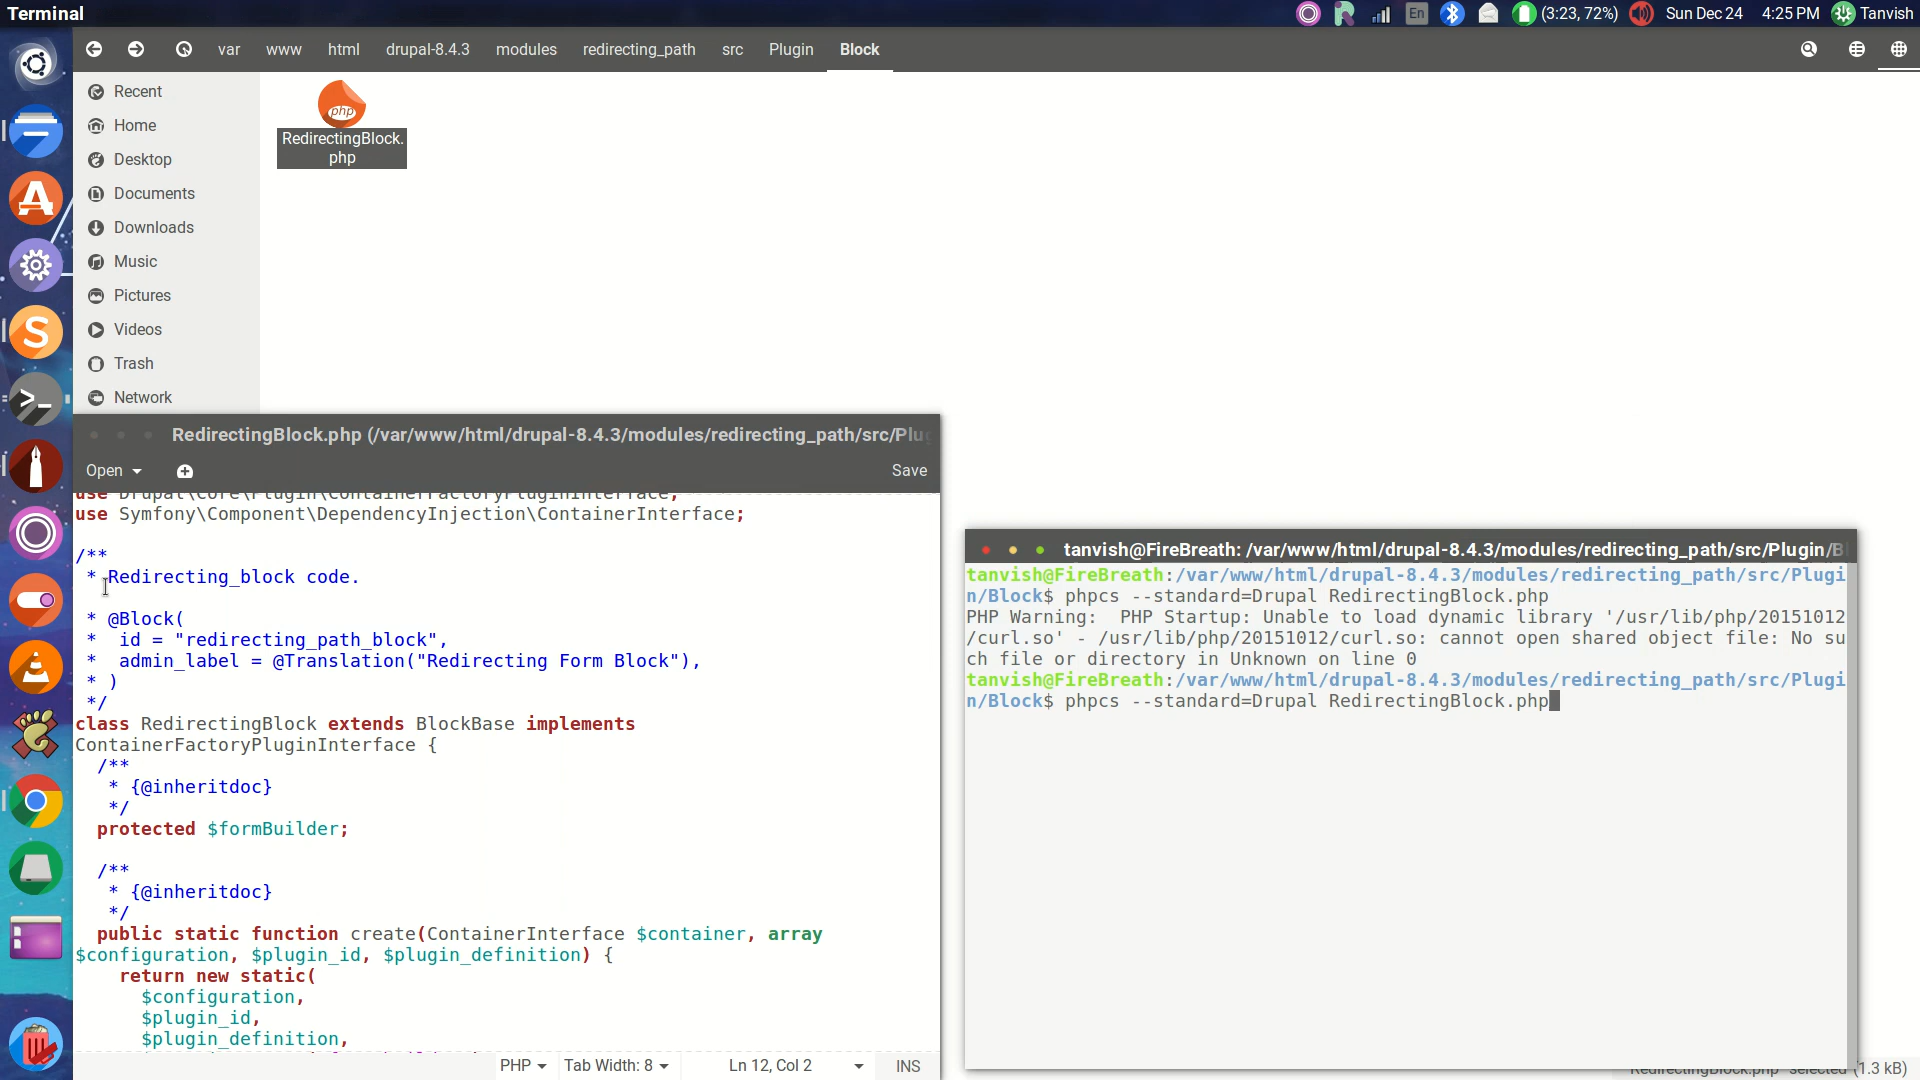 Terminal
En
(3:23, 72%)
Sun Dec 24
4:25 PM
Tanvish
var
www
html
drupal-8.4.3
modules
redirecting_path
src
Plugin
Block
Recent
Home
Desktop
Documents
Downloads
Music
Pictures
Videos
Trash
Network
php
RedirectingBlock.
php
RedirectingBlock.php (/var/www/html/drupal-8.4.3/modules/redirecting_path/src/Plu
Open
Save
use Drupal\Core\Plugin\ContainerFactoryPluginInterface;
use Symfony\Component\DependencyInjection\ContainerInterface;
/**
* Redirecting_block code.
* @Block(
*  id = "redirecting_path_block",
*  admin_label = @Translation("Redirecting Form Block"),
* )
*/
class RedirectingBlock extends BlockBase implements
ContainerFactoryPluginInterface {
/**
* {@inheritdoc}
*/
protected $formBuilder;
/**
* {@inheritdoc}
*/
public static function create(ContainerInterface $container, array
$configuration, $plugin_id, $plugin_definition) {
return new static(
$configuration,
$plugin_id,
$plugin_definition,
PHP
Tab Width: 8
Ln 12, Col 2
INS
tanvish@FireBreath: /var/www/html/drupal-8.4.3/modules/redirecting_path/src/Plugin/B
tanvish@FireBreath:/var/www/html/drupal-8.4.3/modules/redirecting_path/src/Plugi
n/Block$ phpcs --standard=Drupal RedirectingBlock.php
PHP Warning:  PHP Startup: Unable to load dynamic library '/usr/lib/php/20151012
/curl.so' - /usr/lib/php/20151012/curl.so: cannot open shared object file: No su
ch file or directory in Unknown on line 0
tanvish@FireBreath:/var/www/html/drupal-8.4.3/modules/redirecting_path/src/Plugi
n/Block$ phpcs --standard=Drupal RedirectingBlock.php
"RedirectingBlock.php" selected (1.3 kB)